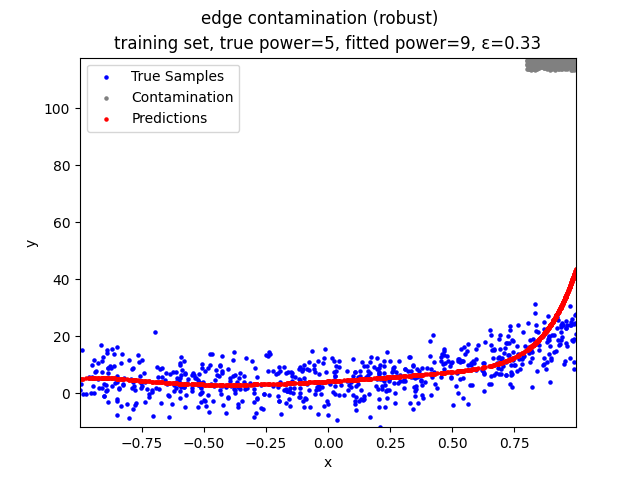 edge contamination (robust)
training set, true power=5, fitted power=9, ε=0.33
True Samples
Contamination
Predictions
100
80
60
40
20
0
y
−0.75 −0.50 −0.25 0.00 0.25 0.50 0.75
x